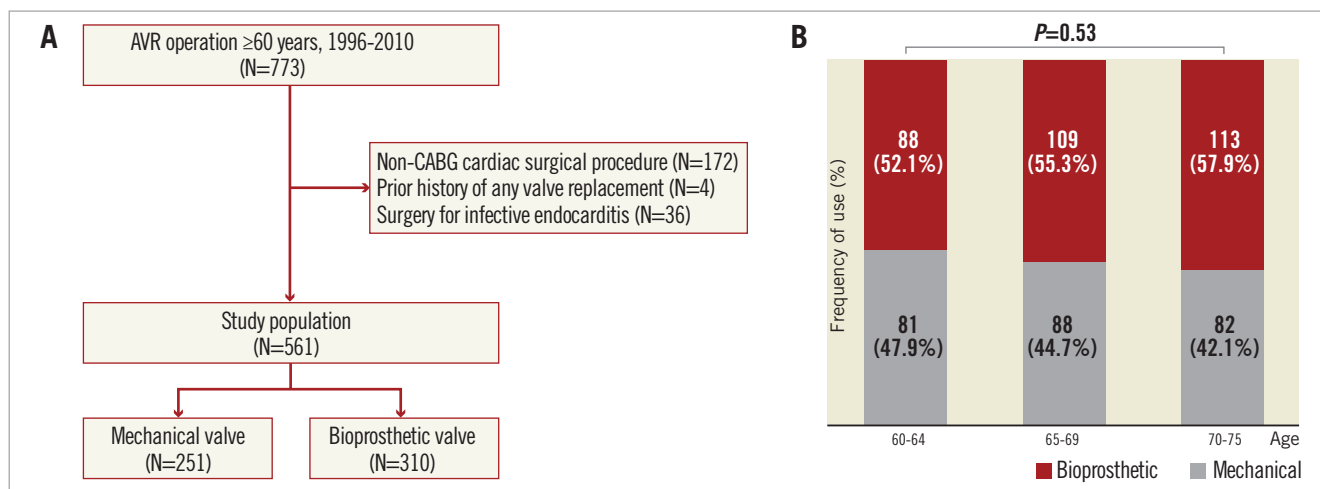 A
AVR operation ≥60 years, 1996-2010
(N=773)
Non-CABG cardiac surgical procedure (N=172)
Prior history of any valve replacement (N=4)
Surgery for infective endocarditis (N=36)
Study population
(N=561)
Mechanical valve
(N=251)
Bioprosthetic valve
(N=310)
B
P=0.53
Frequency of use (%)
88
(52.1%)
109
(55.3%)
113
(57.9%)
81
(47.9%)
88
(44.7%)
82
(42.1%)
60-64 65-69 70-75 Age
Bioprosthetic Mechanical